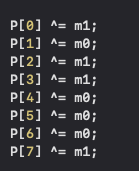 P[0] ^= m1;
P[1] ^= m0;
P[2] ^= m1;
P[3] ^= m1;
P[4] ^= m0;
P[5] ^= m0;
P[6] ^= m0;
P[7] ^= m1;